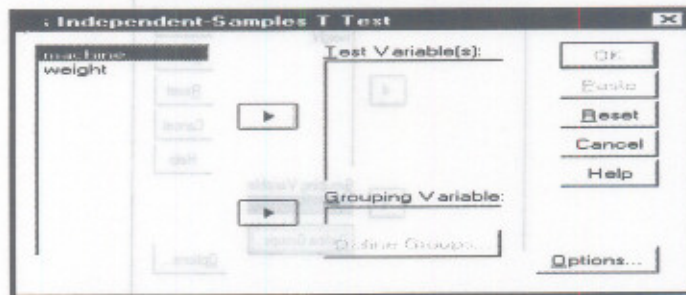 Independent-Samples T Test
machine
weight
Test Variable(s):
Grouping Variable:
Define Groups...
OK
Paste
Reset
Cancel
Help
Options...